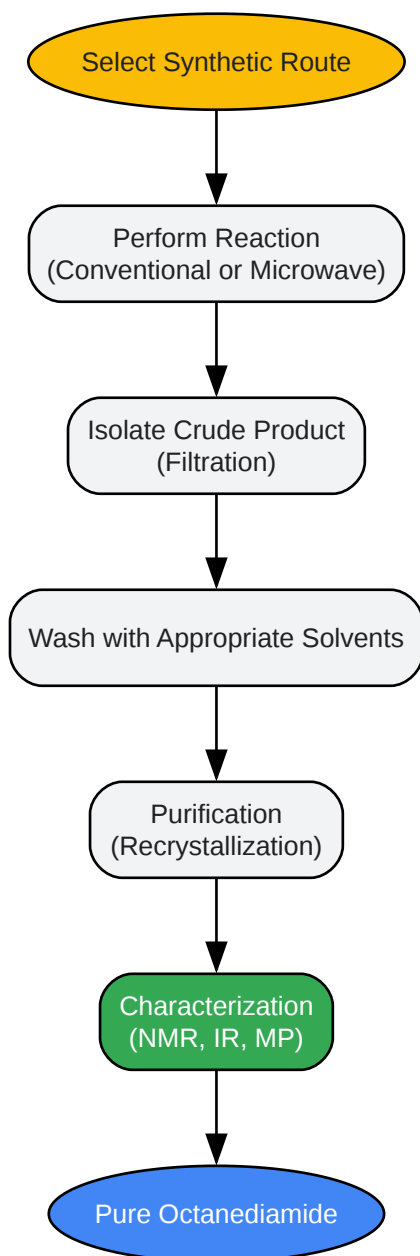 Select Synthetic Route
Perform Reaction
(Conventional or Microwave)
Isolate Crude Product
(Filtration)
Wash with Appropriate Solvents
Purification
(Recrystallization)
Characterization
(NMR, IR, MP)
Pure Octanediamide